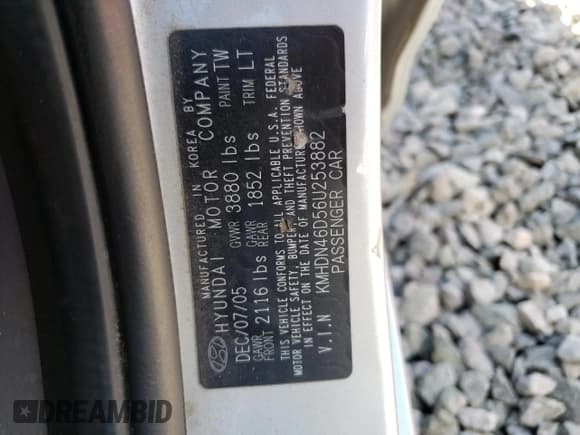 MANUFACTURED IN KOREA BY
HYUNDAI MOTOR COMPANY
DEC/07/05 GVWR 3880 lbs PAINT TW
GAWR FRONT 2116 lbs GAWR REAR 1852 lbs TRIM LT
THIS VEHICLE CONFORMS TO ALL APPLICABLE U.S.A. FEDERAL
MOTOR VEHICLE SAFETY, BUMPER, AND THEFT PREVENTION STANDARDS
IN EFFECT ON THE DATE OF MANUFACTURE SHOWN ABOVE
V.I.N KMHDN46D56U253882
PASSENGER CAR
DREAMBID